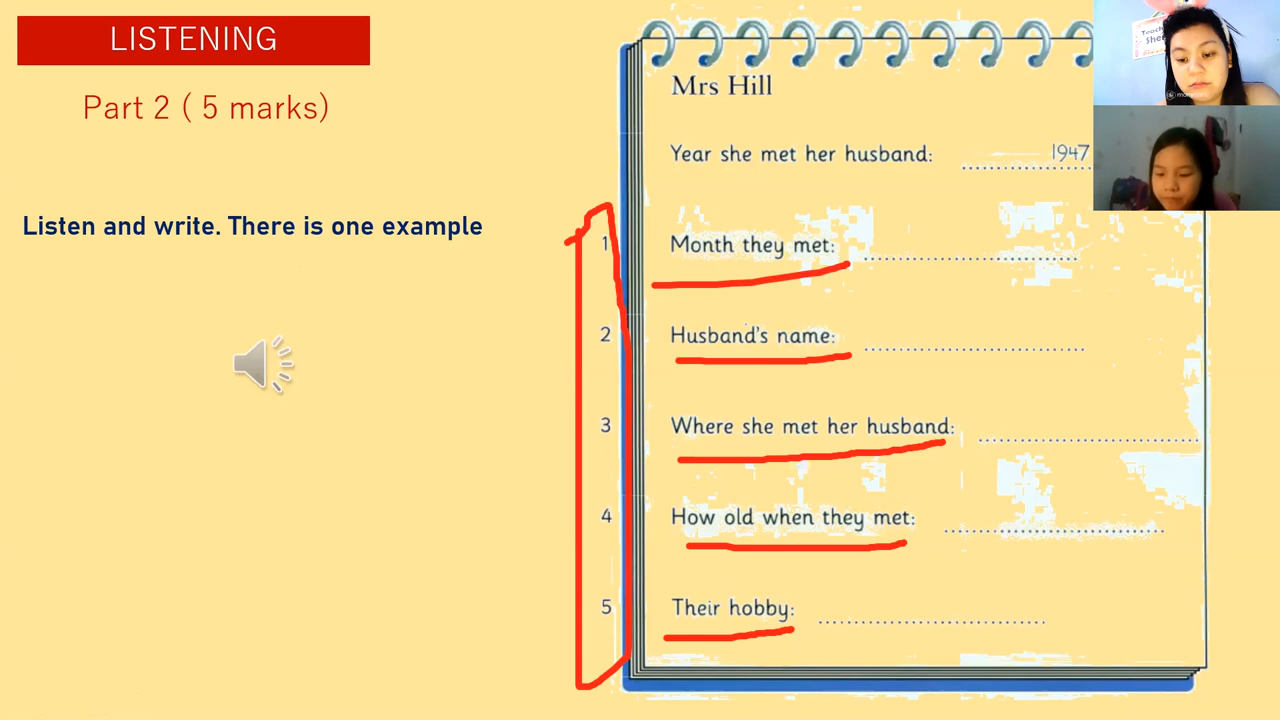 LISTENING
Part 2 ( 5 marks)
Listen and write. There is one example
Mrs Hill
Year she met her husband: 1947
1 Month they met:
2 Husband's name:
3 Where she met her husband:
4 How old when they met:
5 Their hobby: